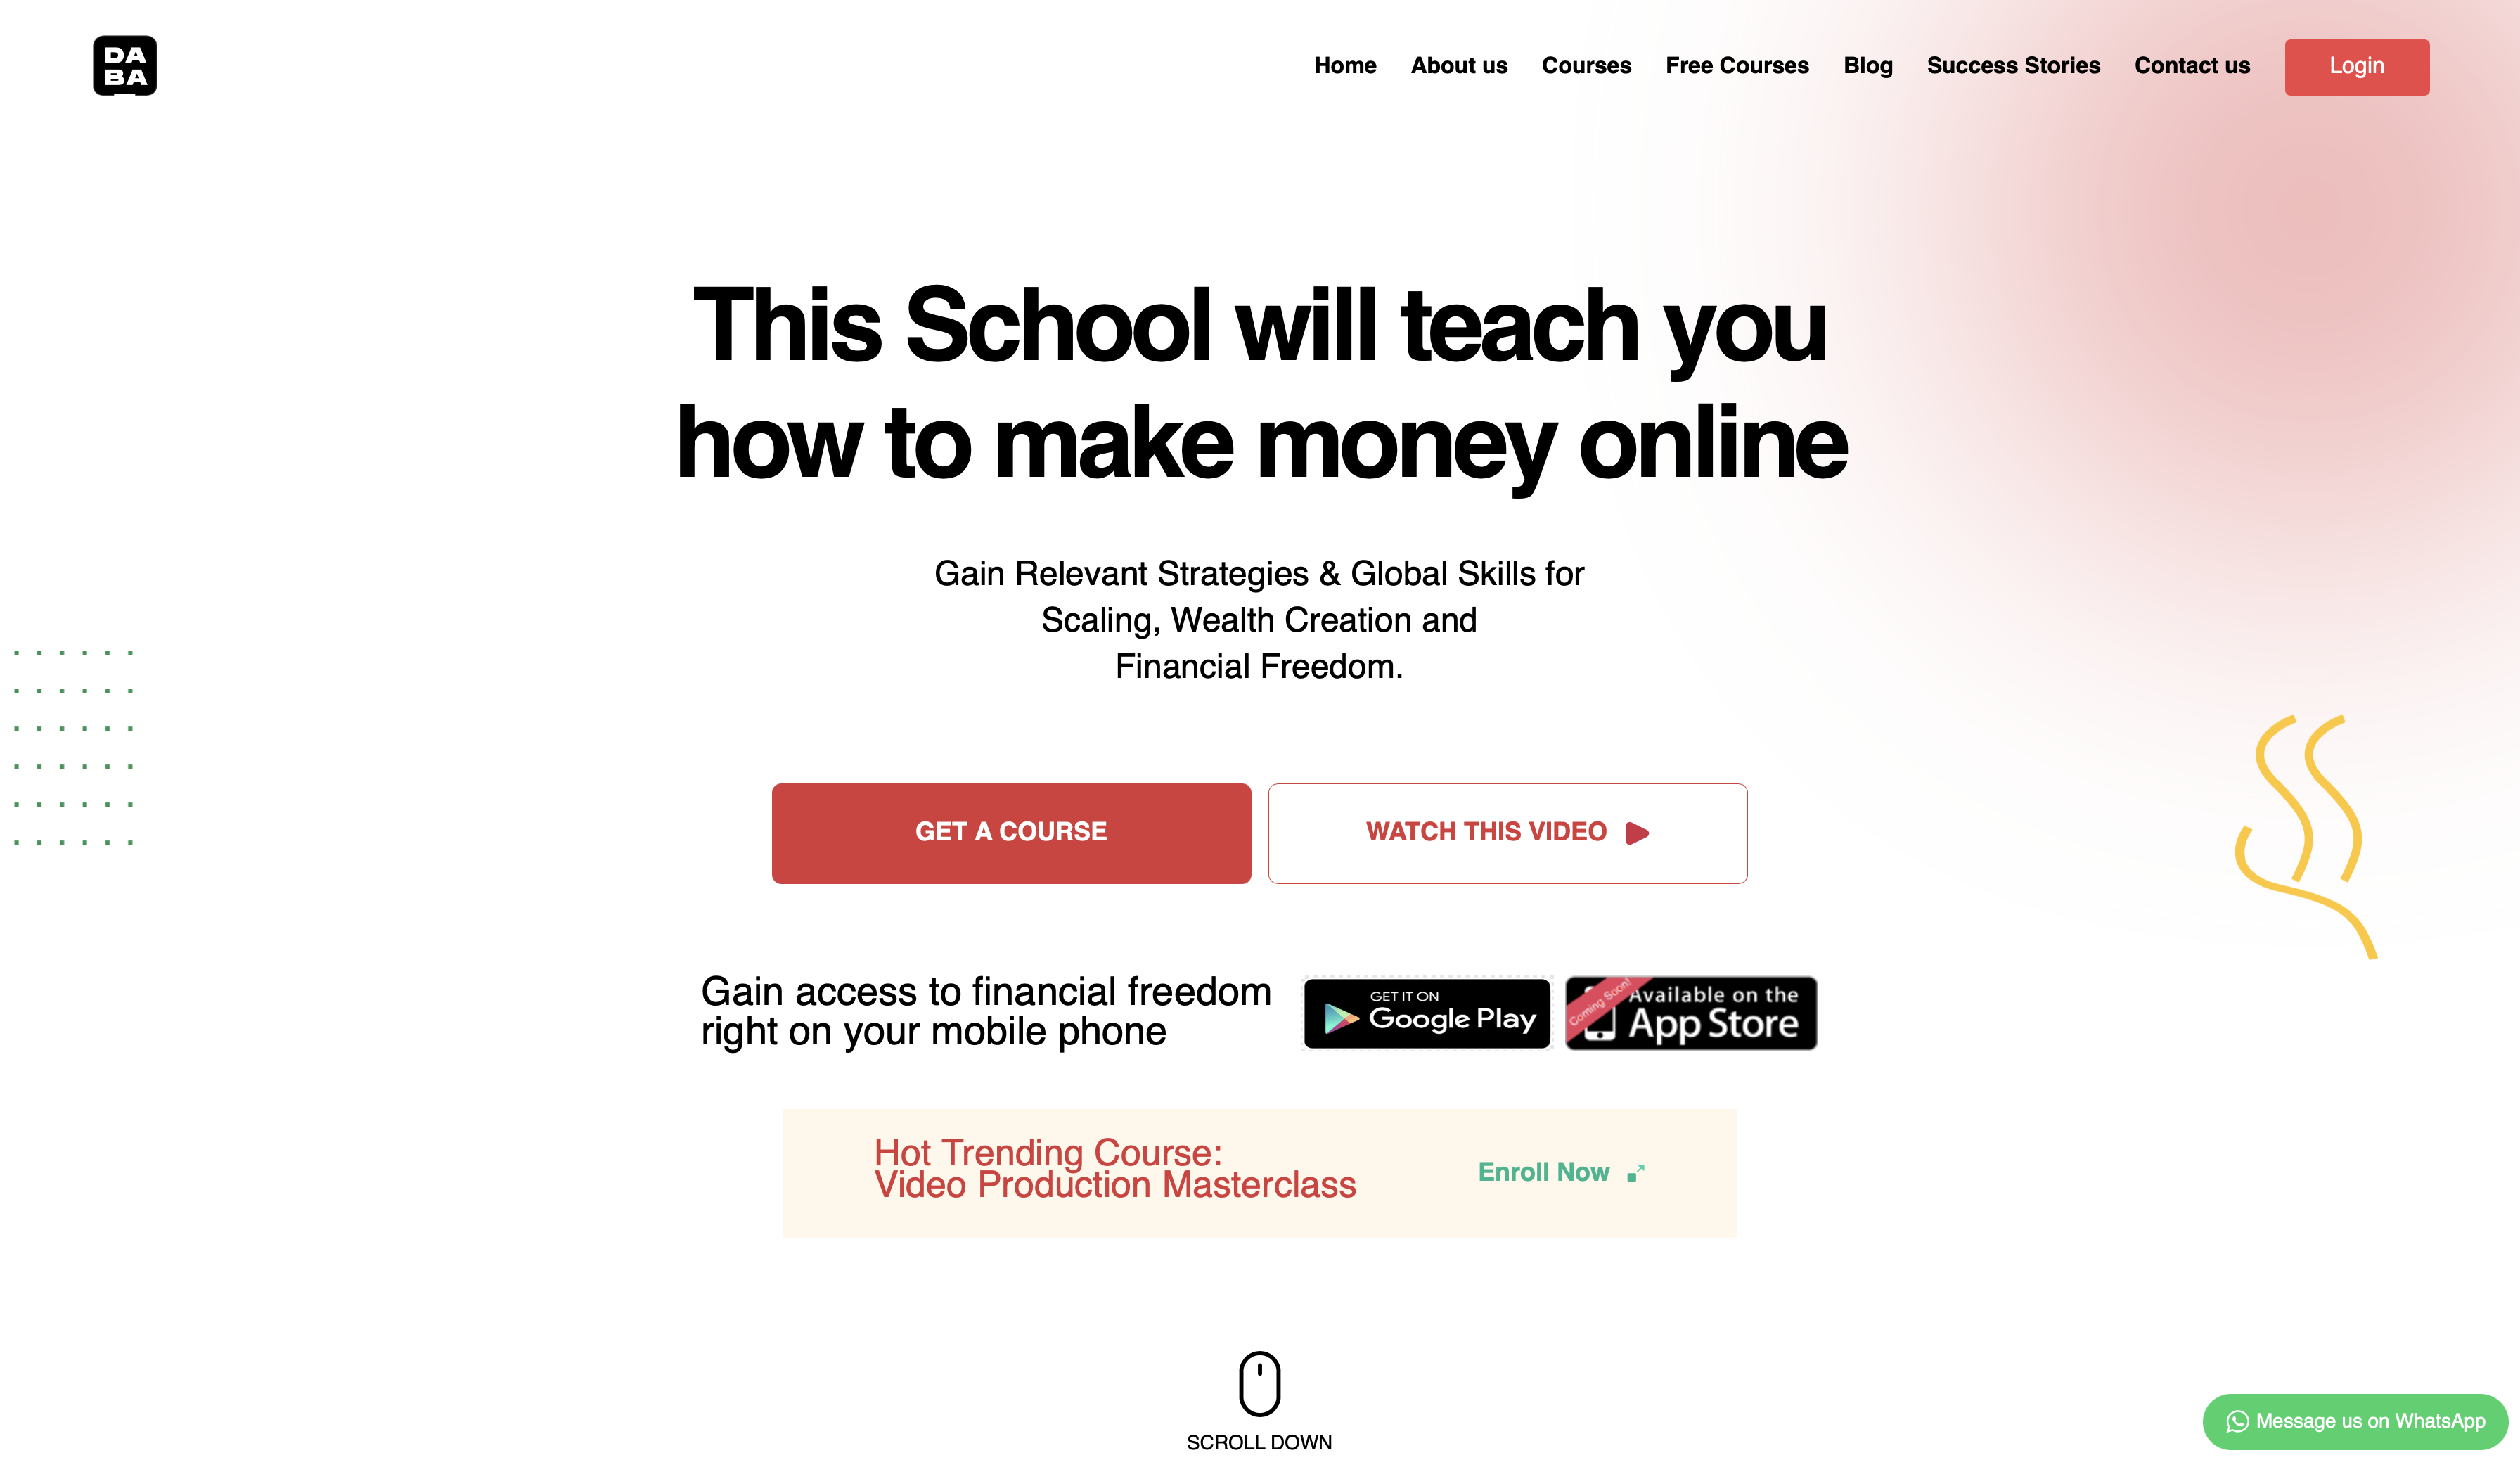 DA
BA
Home
About us
Courses
Free Courses
Blog
Success Stories
Contact us
Login
This School will teach you
how to make money online
Gain Relevant Strategies & Global Skills for
Scaling, Wealth Creation and
Financial Freedom.
GET A COURSE
WATCH THIS VIDEO
Gain access to financial freedom
right on your mobile phone
GET IT ON
Google Play
Coming Soon!
Available on the
App Store
Hot Trending Course:
Video Production Masterclass
Enroll Now
SCROLL DOWN
Message us on WhatsApp